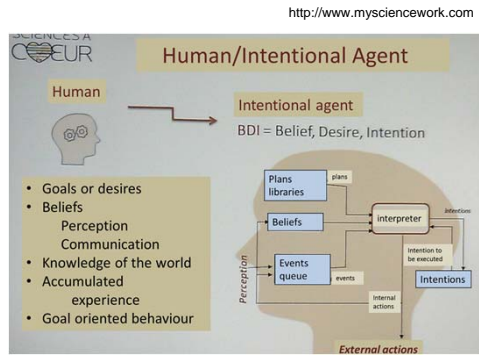 http://www.mysciencework.com
SCIENCES À
CŒUR
Human/Intentional Agent
Human
Intentional agent
BDI = Belief, Desire, Intention
• Goals or desires
• Beliefs
Perception
Communication
• Knowledge of the world
• Accumulated
experience
• Goal oriented behaviour
Plans
libraries
plans
Beliefs
interpreter
intentions
Events
queue
events
Intention to
be executed
Intentions
Internal
actions
Perception
External actions